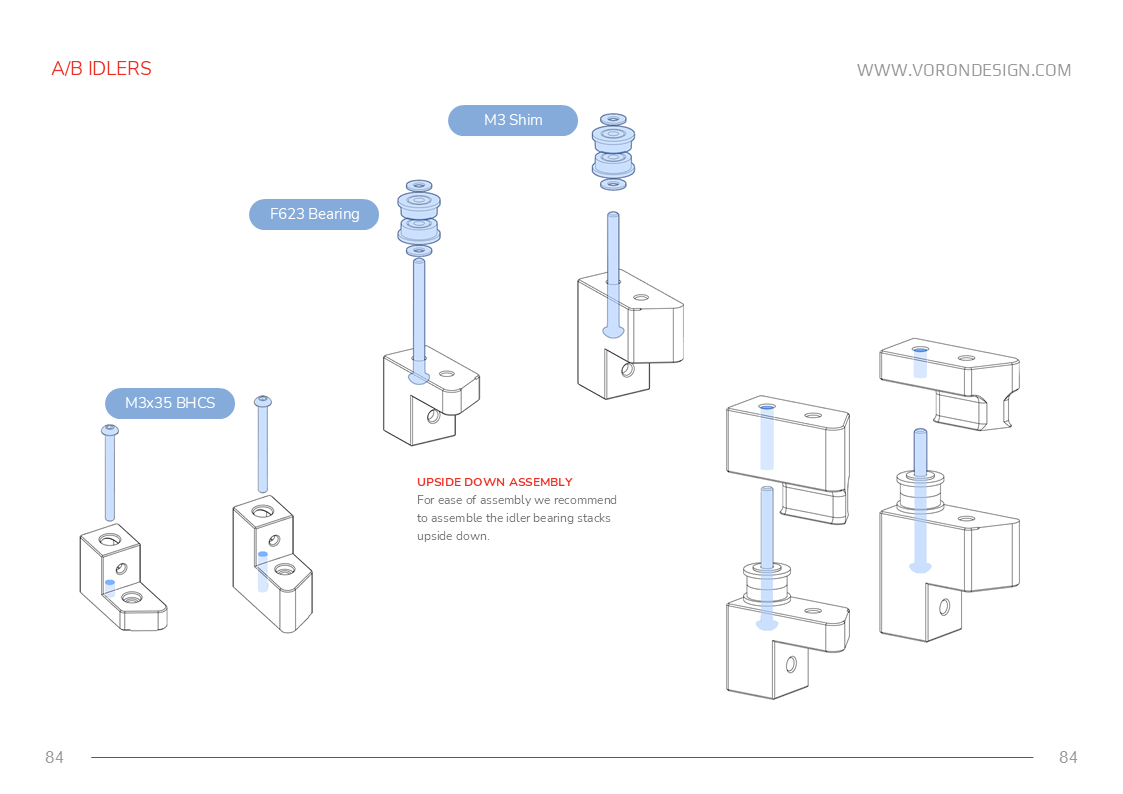 A/B IDLERS
WWW.VORONDESIGN.COM
M3 Shim
F623 Bearing
M3x35 BHCS
UPSIDE DOWN ASSEMBLY
For ease of assembly we recommend
to assemble the idler bearing stacks
upside down.
84
84